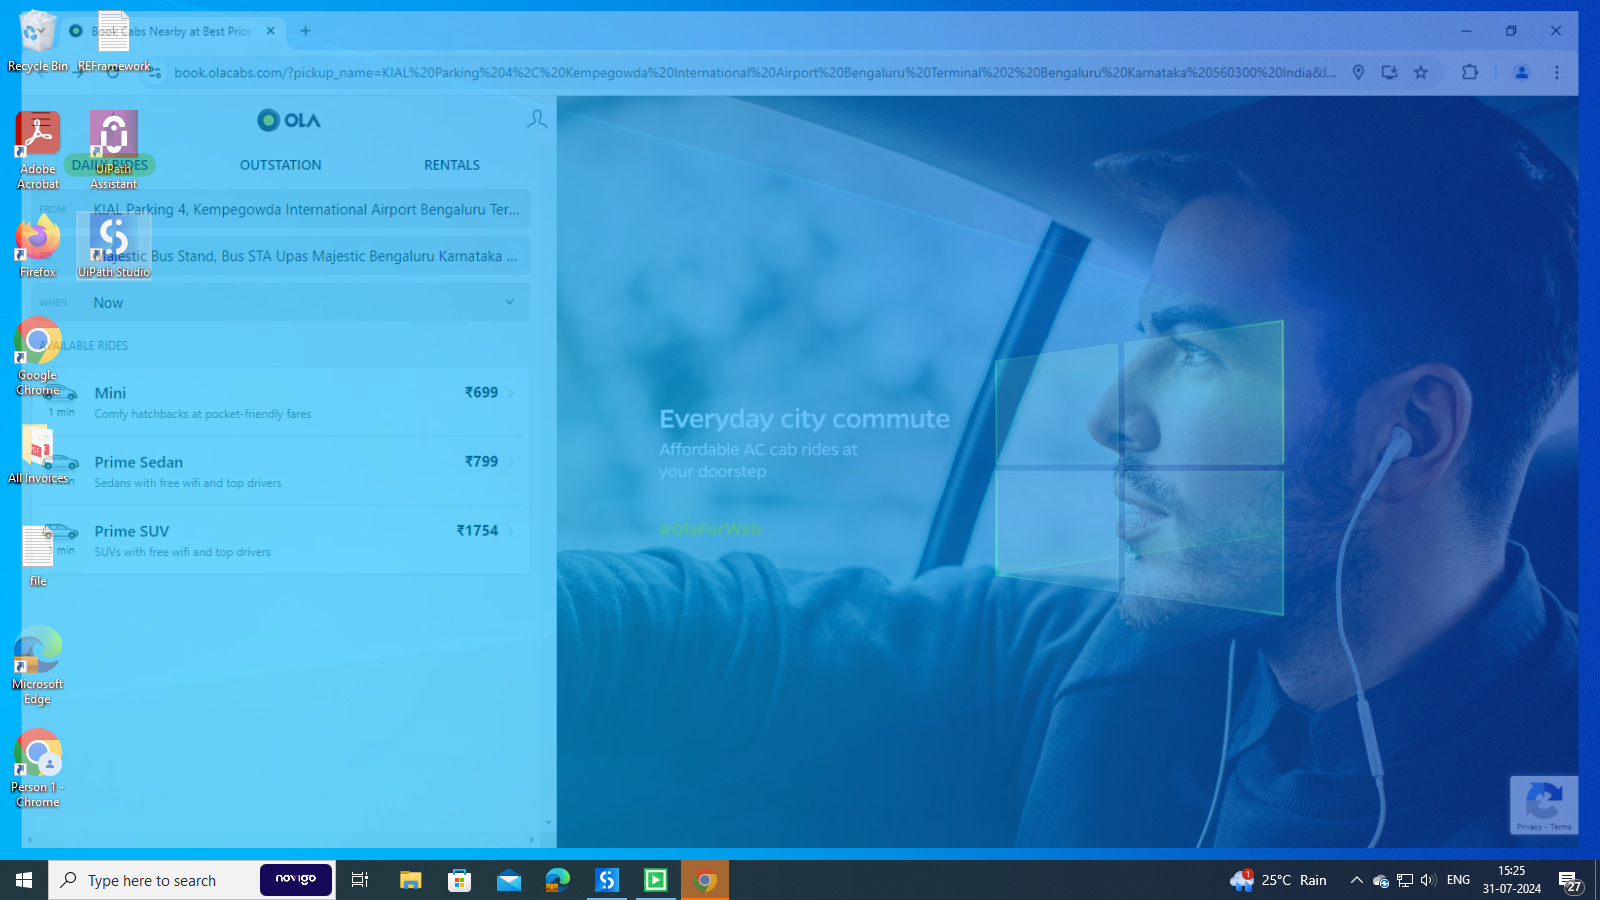 Recycle Bin
REFramework
Adobe
Acrobat
UiPath
Assistant
Firefox
UiPath Studio
Google
Chrome
All Invoices
file
Microsoft
Edge
Person 1 -
Chrome
Book Cabs Nearby at Best Price
book.olacabs.com/?pickup_name=KIAL%20Parking%204%2C%20Kempegowda%20International%20Airport%20Bengaluru%20Terminal%202%20Bengaluru%20Karnataka%20560300%20India&l...
OLA
DAILY RIDES
OUTSTATION
RENTALS
FROM
KIAL Parking 4, Kempegowda International Airport Bengaluru Ter...
Majestic Bus Stand, Bus STA Upas Majestic Bengaluru Karnataka ...
WHEN
Now
AVAILABLE RIDES
Mini
₹699
1 min
Comfy hatchbacks at pocket-friendly fares
Prime Sedan
₹799
Sedans with free wifi and top drivers
Prime SUV
₹1754
min
SUVs with free wifi and top drivers
Everyday city commute
Affordable AC cab rides at
your doorstep
#OlaForWeb
Privacy - Terms
Type here to search
novigo
1
25°C Rain
ENG
15:25
31-07-2024
27